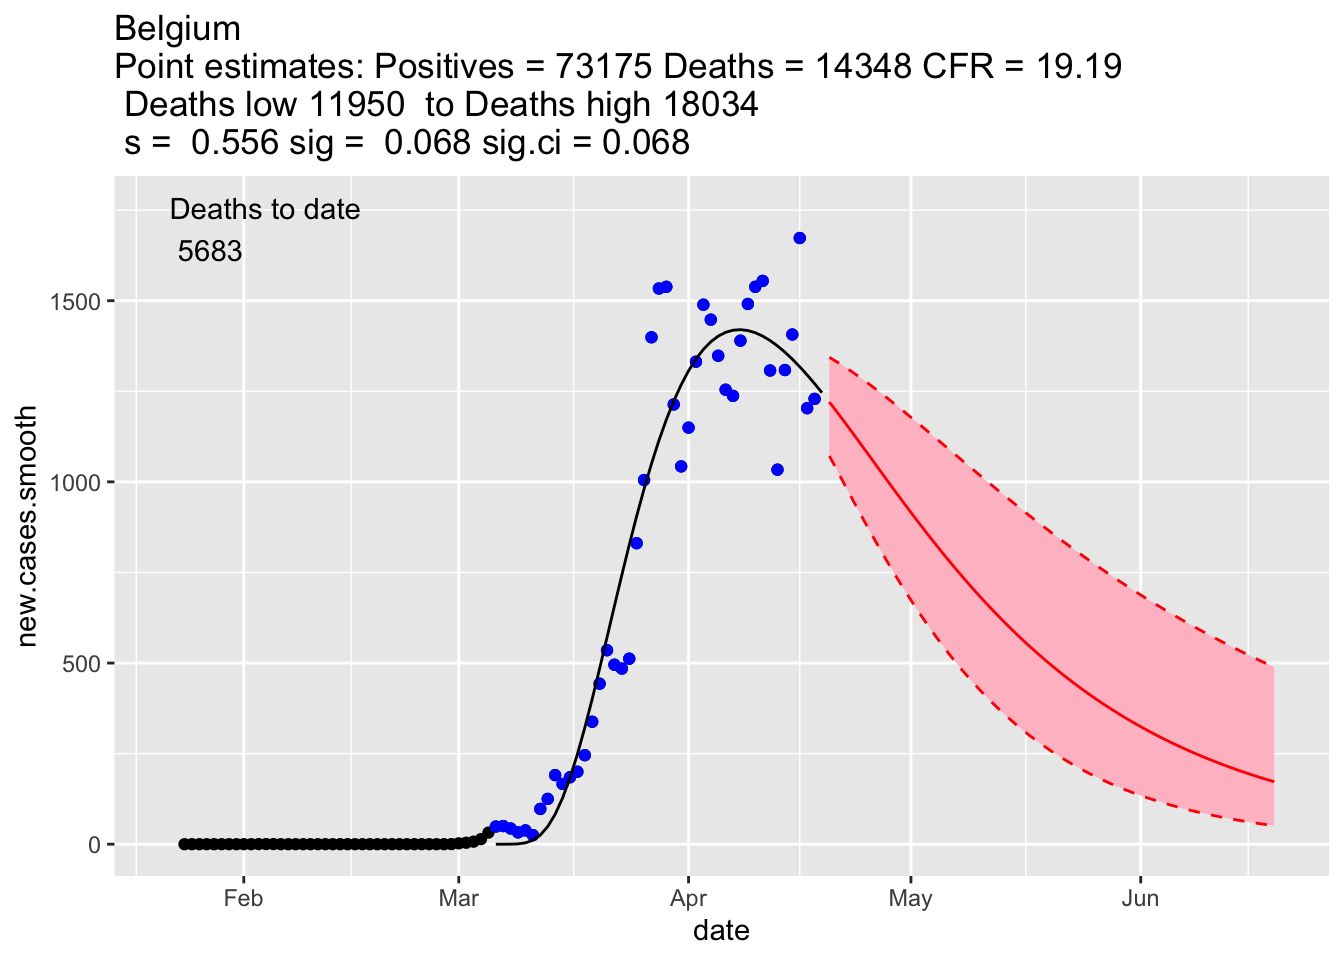 Belgium
Point estimates: Positives = 73175 Deaths = 14348 CFR = 19.19
Deaths low 11950  to Deaths high 18034
s =  0.556 sig =  0.068 sig.ci = 0.068
Deaths to date
5683
1500
1000
500
0
new.cases.smooth
Feb Mar Apr May Jun
date